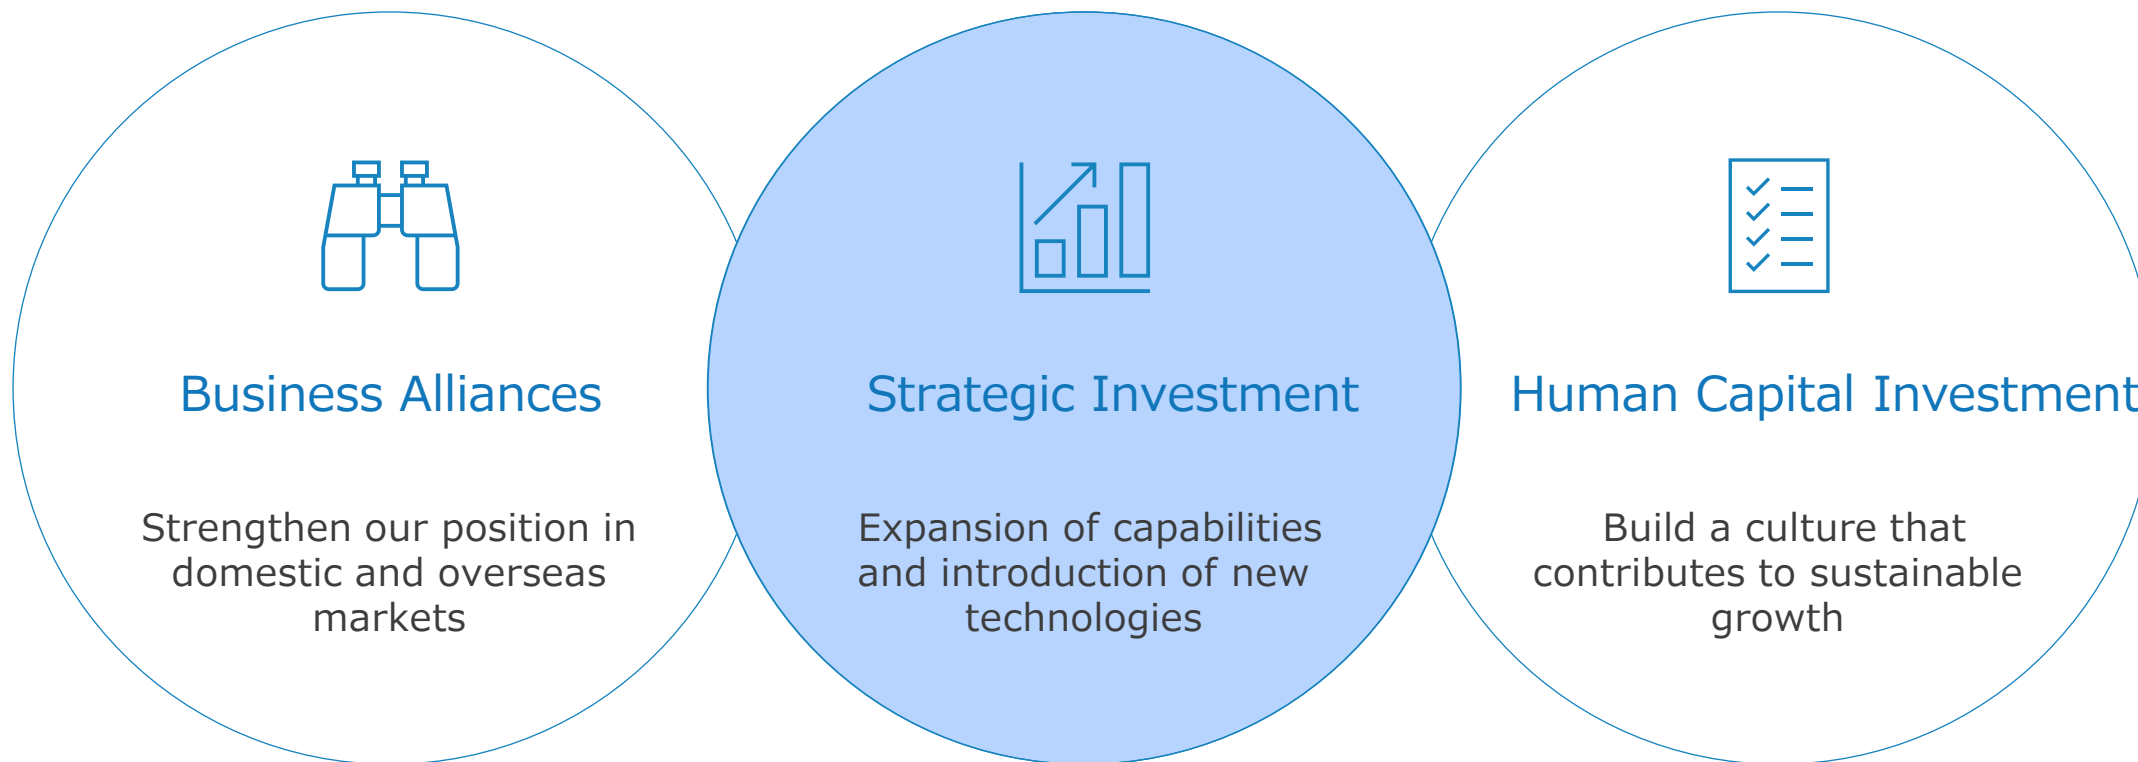 Business Alliances
Strengthen our position in
domestic and overseas
markets
Strategic Investment
Expansion of capabilities
and introduction of new
technologies
Human Capital Investment
Build a culture that
contributes to sustainable
growth